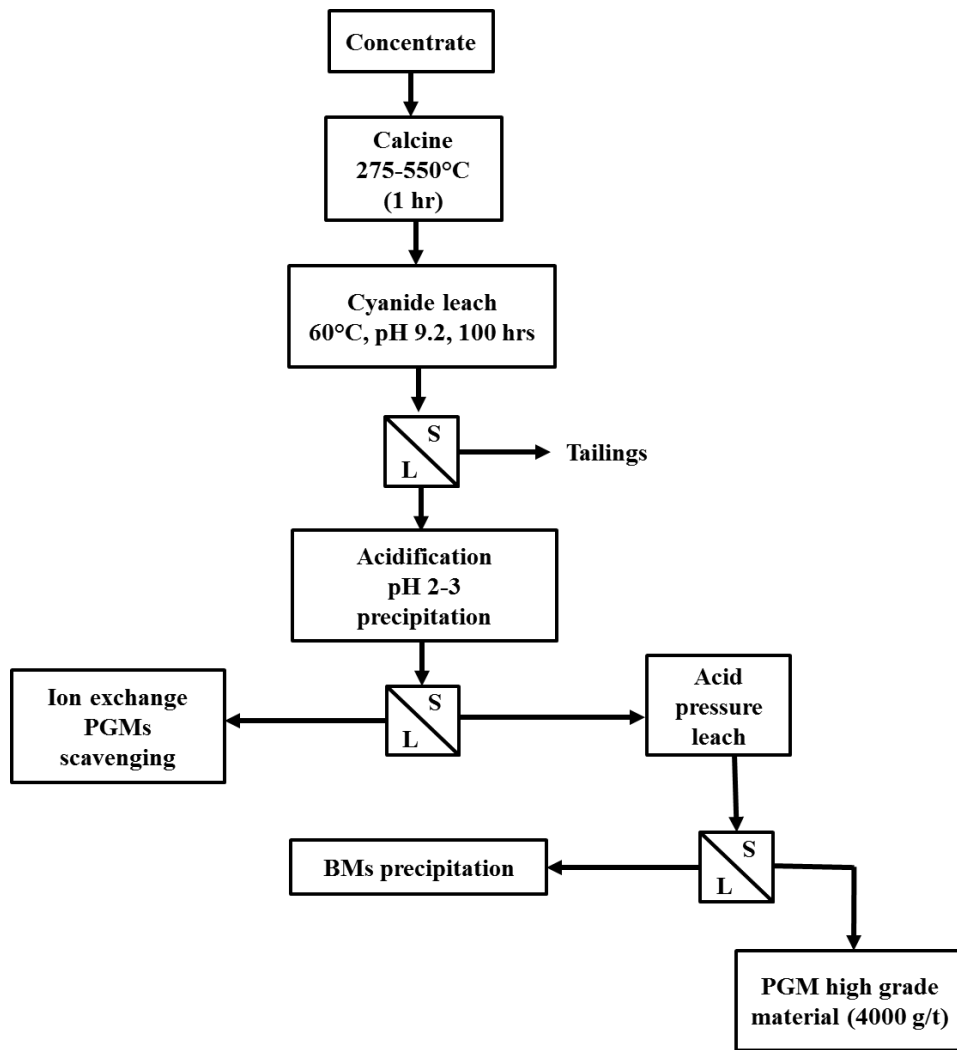 Concentrate
Calcine
275-550°C
(1 hr)
Cyanide leach
60°C, pH 9.2, 100 hrs
S
L
Tailings
Acidification
pH 2-3
precipitation
Ion exchange
PGMs
scavenging
S
L
Acid
pressure
leach
BMs precipitation
S
L
PGM high grade
material (4000 g/t)